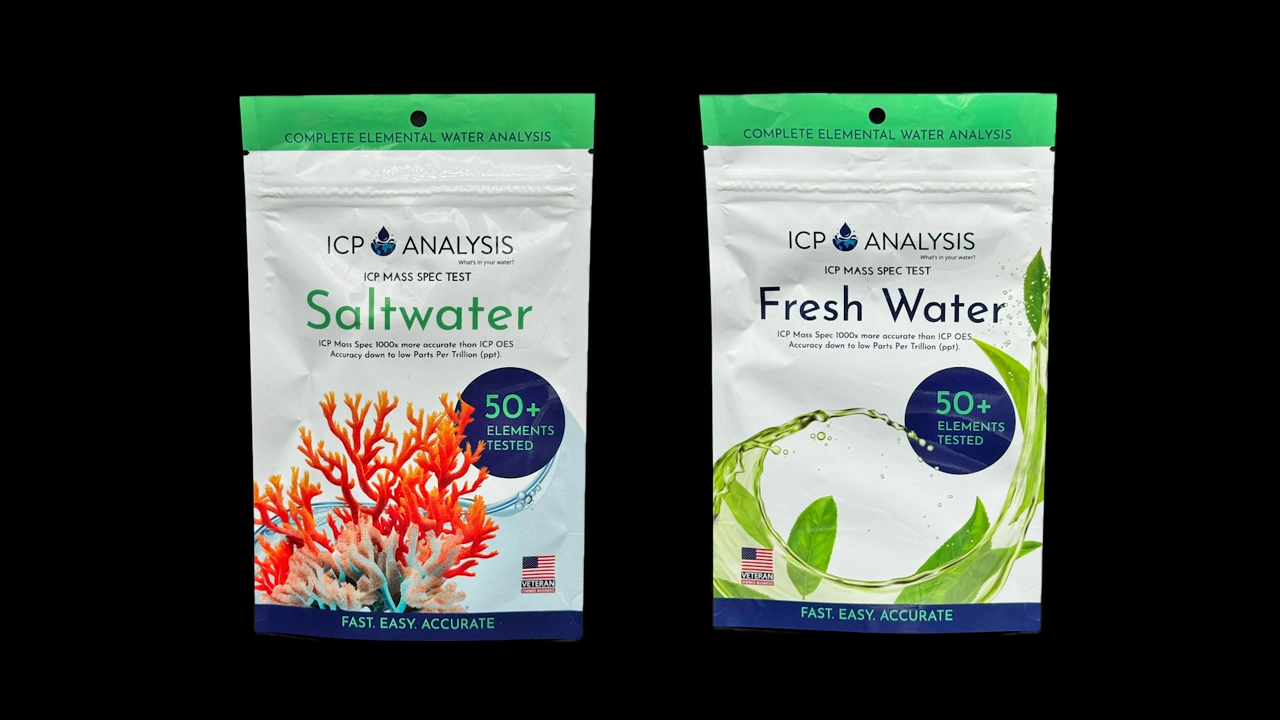 COMPLETE ELEMENTAL WATER ANALYSIS
ICP ANALYSIS
What's in your water?
ICP MASS SPEC TEST
Saltwater
ICP Mass Spec 1000x more accurate than ICP OES
Accuracy down to low Parts Per Trillion (ppt).
50+
ELEMENTS
TESTED
VETERAN
OWNED BUSINESS
FAST. EASY. ACCURATE
COMPLETE ELEMENTAL WATER ANALYSIS
ICP ANALYSIS
What's in your water?
ICP MASS SPEC TEST
Fresh Water
ICP Mass Spec 1000x more accurate than ICP OES
Accuracy down to low Parts Per Trillion (ppt).
50+
ELEMENTS
TESTED
VETERAN
OWNED BUSINESS
FAST. EASY. ACCURATE